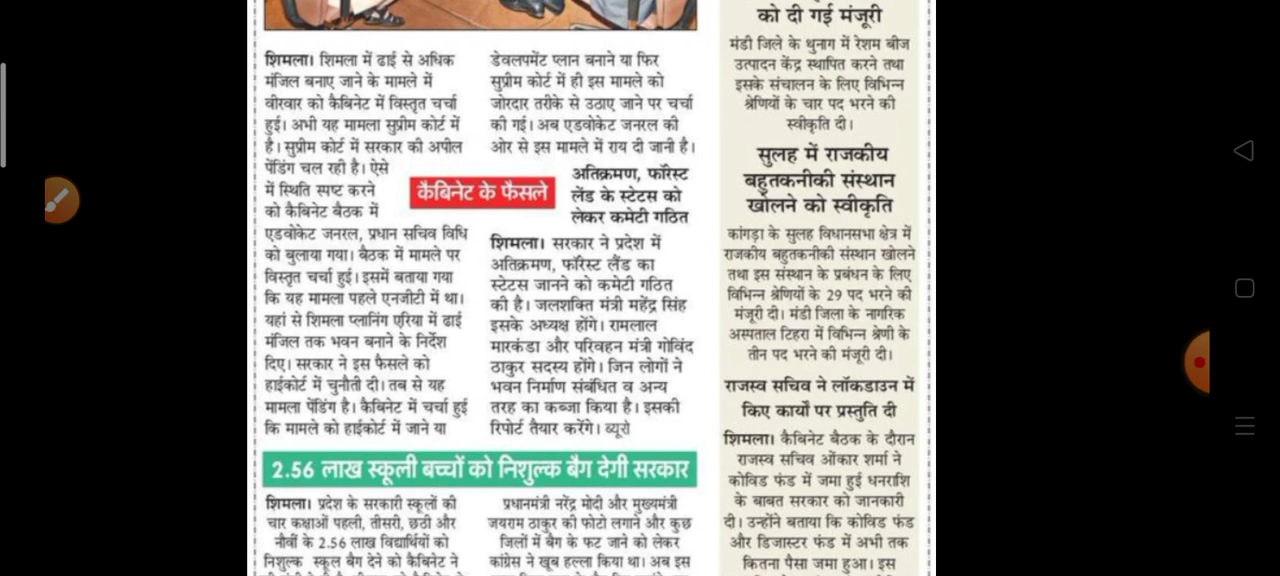 शिमला। शिमला में ढाई से अधिक
मंजिल बनाए जाने के मामले में
वीरवार को कैबिनेट में विस्तृत चर्चा
हुई। अभी यह मामला सुप्रीम कोर्ट में
है। सुप्रीम कोर्ट में सरकार की अपील
पेंडिंग चल रही है। ऐसे
में स्थिति स्पष्ट करने
को कैबिनेट बैठक में
एडवोकेट जनरल, प्रधान सचिव विधि
को बुलाया गया। बैठक में मामले पर
विस्तृत चर्चा हुई। इसमें बताया गया
कि यह मामला पहले एनजीटी में था।
यहां से शिमला प्लानिंग एरिया में ढाई
मंजिल तक भवन बनाने के निर्देश
दिए। सरकार ने इस फैसले को
हाईकोर्ट में चुनौती दी। तब से यह
मामला पेंडिंग है। कैबिनेट में चर्चा हुई
कि मामले को हाईकोर्ट में जाने या
डेवलपमेंट प्लान बनाने या फिर
सुप्रीम कोर्ट में ही इस मामले को
जोरदार तरीके से उठाए जाने पर चर्चा
की गई। अब एडवोकेट जनरल की
ओर से इस मामले में राय दी जानी है।
कैबिनेट के फैसले
अतिक्रमण, फॉरेस्ट
लेंड के स्टेटस को
लेकर कमेटी गठित
शिमला। सरकार ने प्रदेश में
अतिक्रमण, फॉरेस्ट लैंड का
स्टेटस जानने को कमेटी गठित
की है। जलशक्ति मंत्री महेंद्र सिंह
इसके अध्यक्ष होंगे। रामलाल
मारकंडा और परिवहन मंत्री गोविंद
ठाकुर सदस्य होंगे। जिन लोगों ने
भवन निर्माण संबंधित व अन्य
तरह का कब्जा किया है। इसकी
रिपोर्ट तैयार करेंगे। ब्यूरो
2.56 लाख स्कूली बच्चों को निशुल्क बैग देगी सरकार
शिमला। प्रदेश के सरकारी स्कूलों की
चार कक्षाओं पहली, तीसरी, छठी और
नौवीं के 2.56 लाख विद्यार्थियों को
निशुल्क स्कूल बैग देने को कैबिनेट ने
प्रधानमंत्री नरेंद्र मोदी और मुख्यमंत्री
जयराम ठाकुर की फोटो लगाने और कुछ
जिलों में बैग के फट जाने को लेकर
कांग्रेस ने खूब हल्ला किया था। अब इस
को दी गई मंजूरी
मंडी जिले के थुनाग में रेशम बीज
उत्पादन केंद्र स्थापित करने तथा
इसके संचालन के लिए विभिन्न
श्रेणियों के चार पद भरने की
स्वीकृति दी।
सुलह में राजकीय
बहुतकनीकी संस्थान
खोलने को स्वीकृति
कांगड़ा के सुलह विधानसभा क्षेत्र में
राजकीय बहुतकनीकी संस्थान खोलने
तथा इस संस्थान के प्रबंधन के लिए
विभिन्न श्रेणियों के 29 पद भरने की
मंजूरी दी। मंडी जिला के नागरिक
अस्पताल टिहरा में विभिन्न श्रेणी के
तीन पद भरने की मंजूरी दी।
राजस्व सचिव ने लॉकडाउन में
किए कार्यों पर प्रस्तुति दी
शिमला। कैबिनेट बैठक के दौरान
राजस्व सचिव ओंकार शर्मा ने
कोविड फंड में जमा हुई धनराशि
के बाबत सरकार को जानकारी
दी। उन्होंने बताया कि कोविड फंड
और डिजास्टर फंड में अभी तक
कितना पैसा जमा हुआ। इस